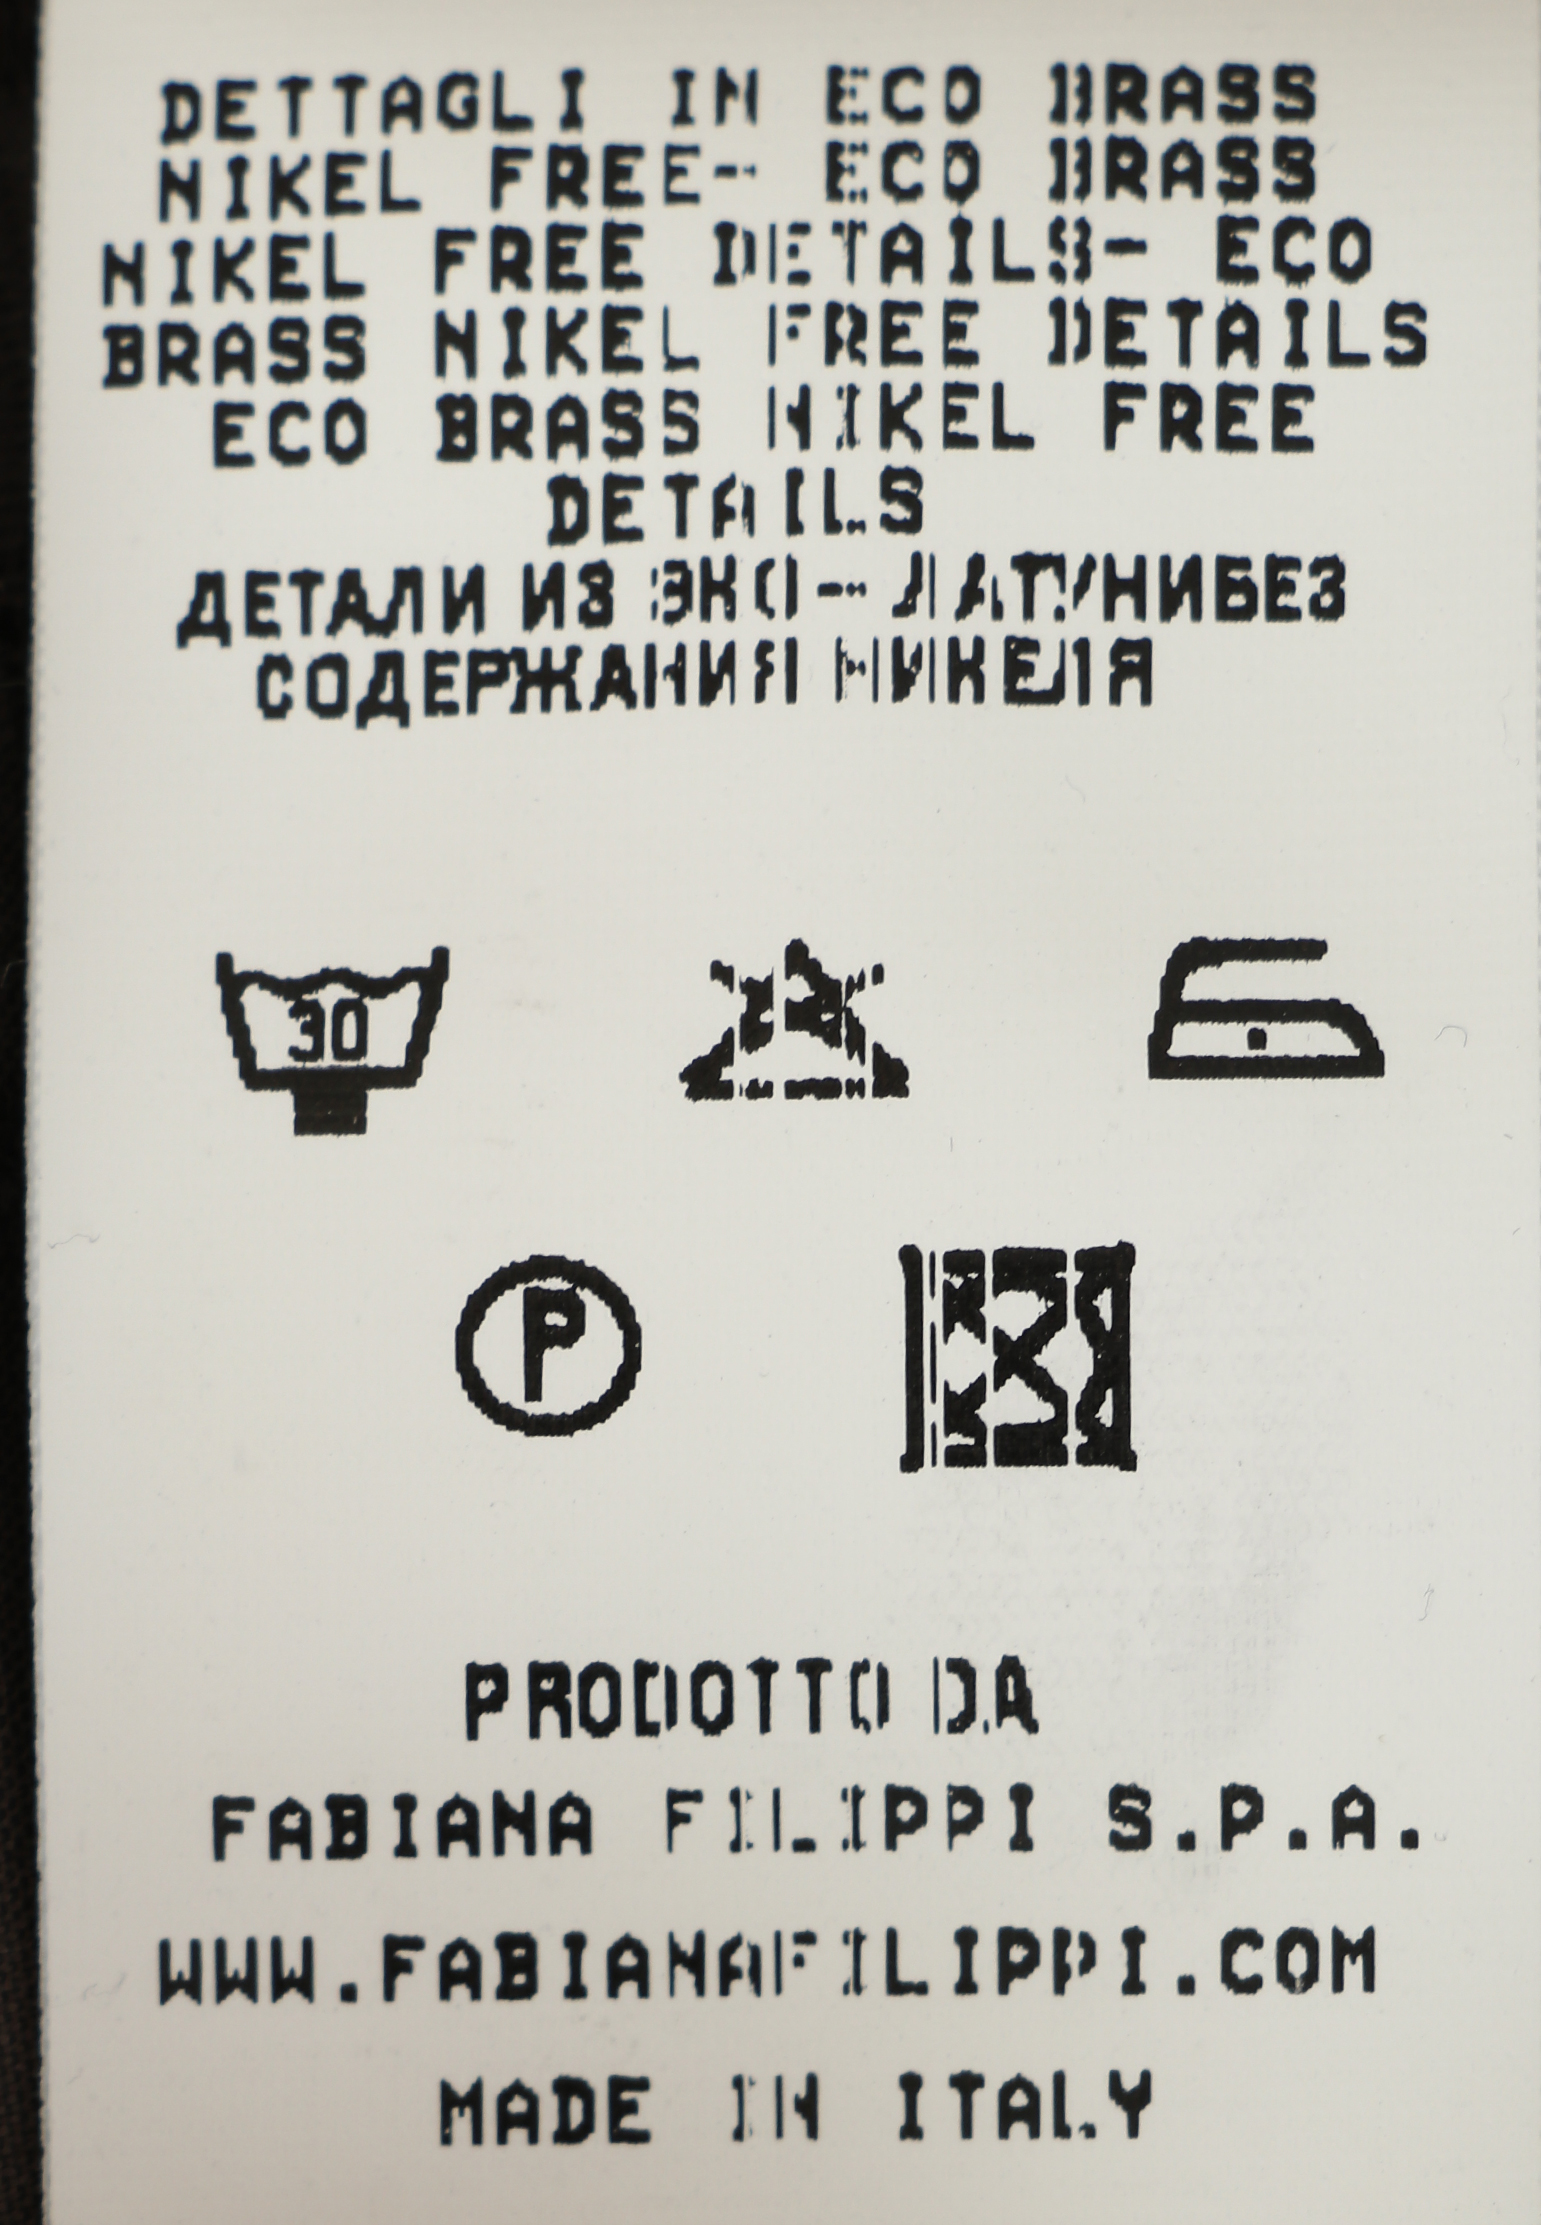 DETTAGLI IN ECO BRASS
NIKEL FREE- ECO BRASS
NIKEL FREE DETAILS- ECO
BRASS NIKEL FREE DETAILS
ECO BRASS NIKEL FREE
DETAILS
ДЕТАЛИ ИЗ ЭКО-ЛАТУНИБЕЗ
СОДЕРЖАНИЯ НИКЕЛЯ
30
P
PRODOTTO DA
FABIANA FILIPPI S.P.A.
WWW.FABIANAFILIPPI.COM
MADE IN ITALY